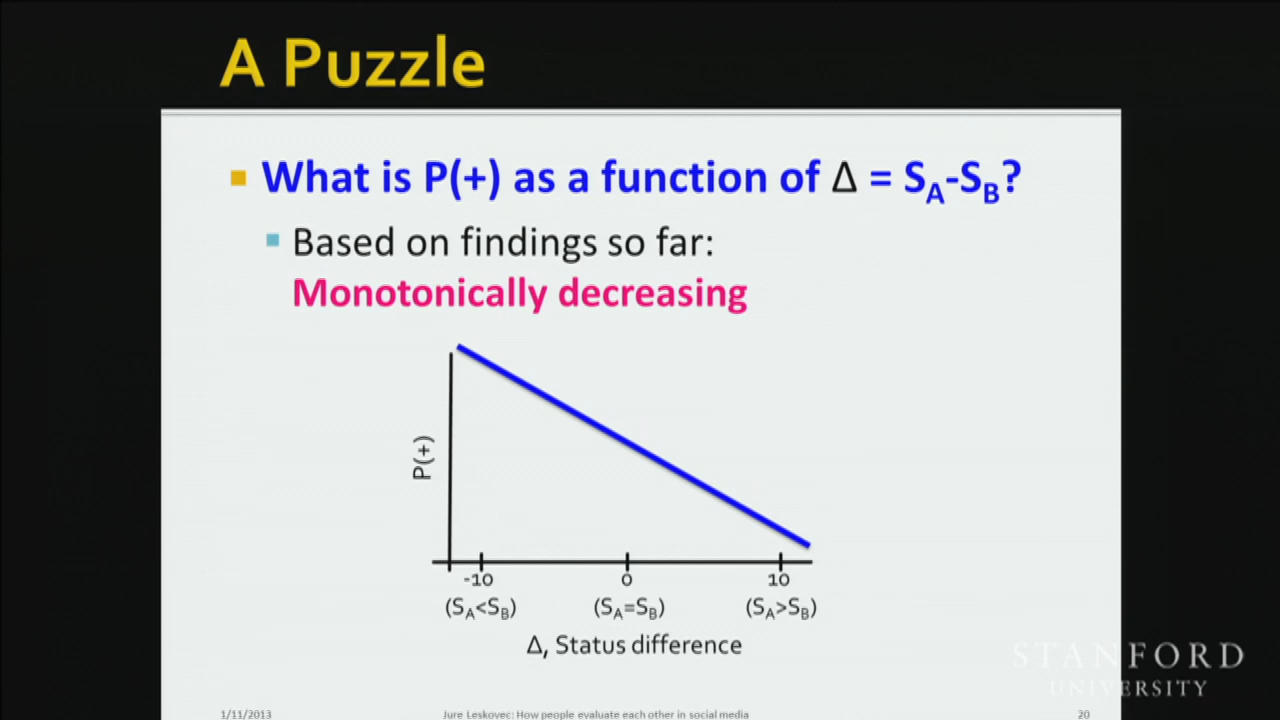 A Puzzle
What is P(+) as a function of Δ = S_A-S_B?
Based on findings so far:
Monotonically decreasing
P(+)
-10 0 10
(S_A<S_B) (S_A=S_B) (S_A>S_B)
Δ, Status difference
STANFORD
UNIVERSITY
1/11/2013 Jure Leskovec: How people evaluate each other in social media 20